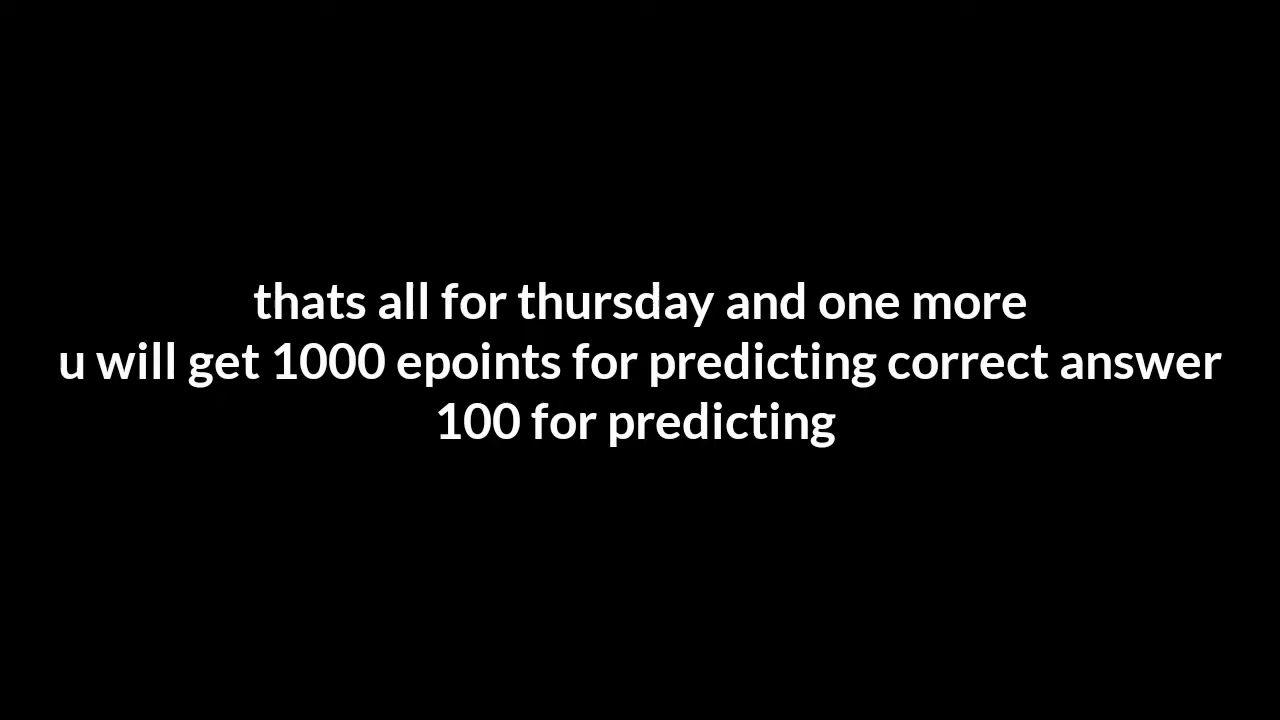 thats all for thursday and one more
u will get 1000 epoints for predicting correct answer
100 for predicting